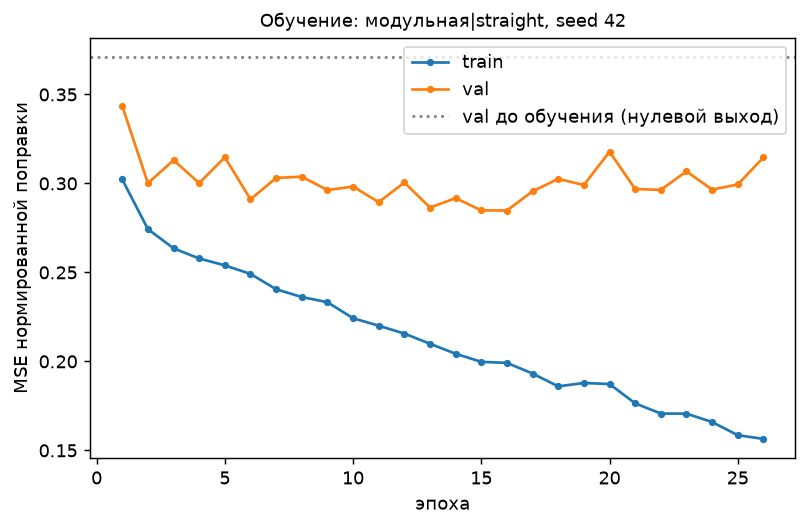 Обучение: модульная|straight, seed 42
MSE нормированной поправки
0.35
0.30
0.25
0.20
0.15
train
val
val до обучения (нулевой выход)
0
5
10
15
20
25
эпоха